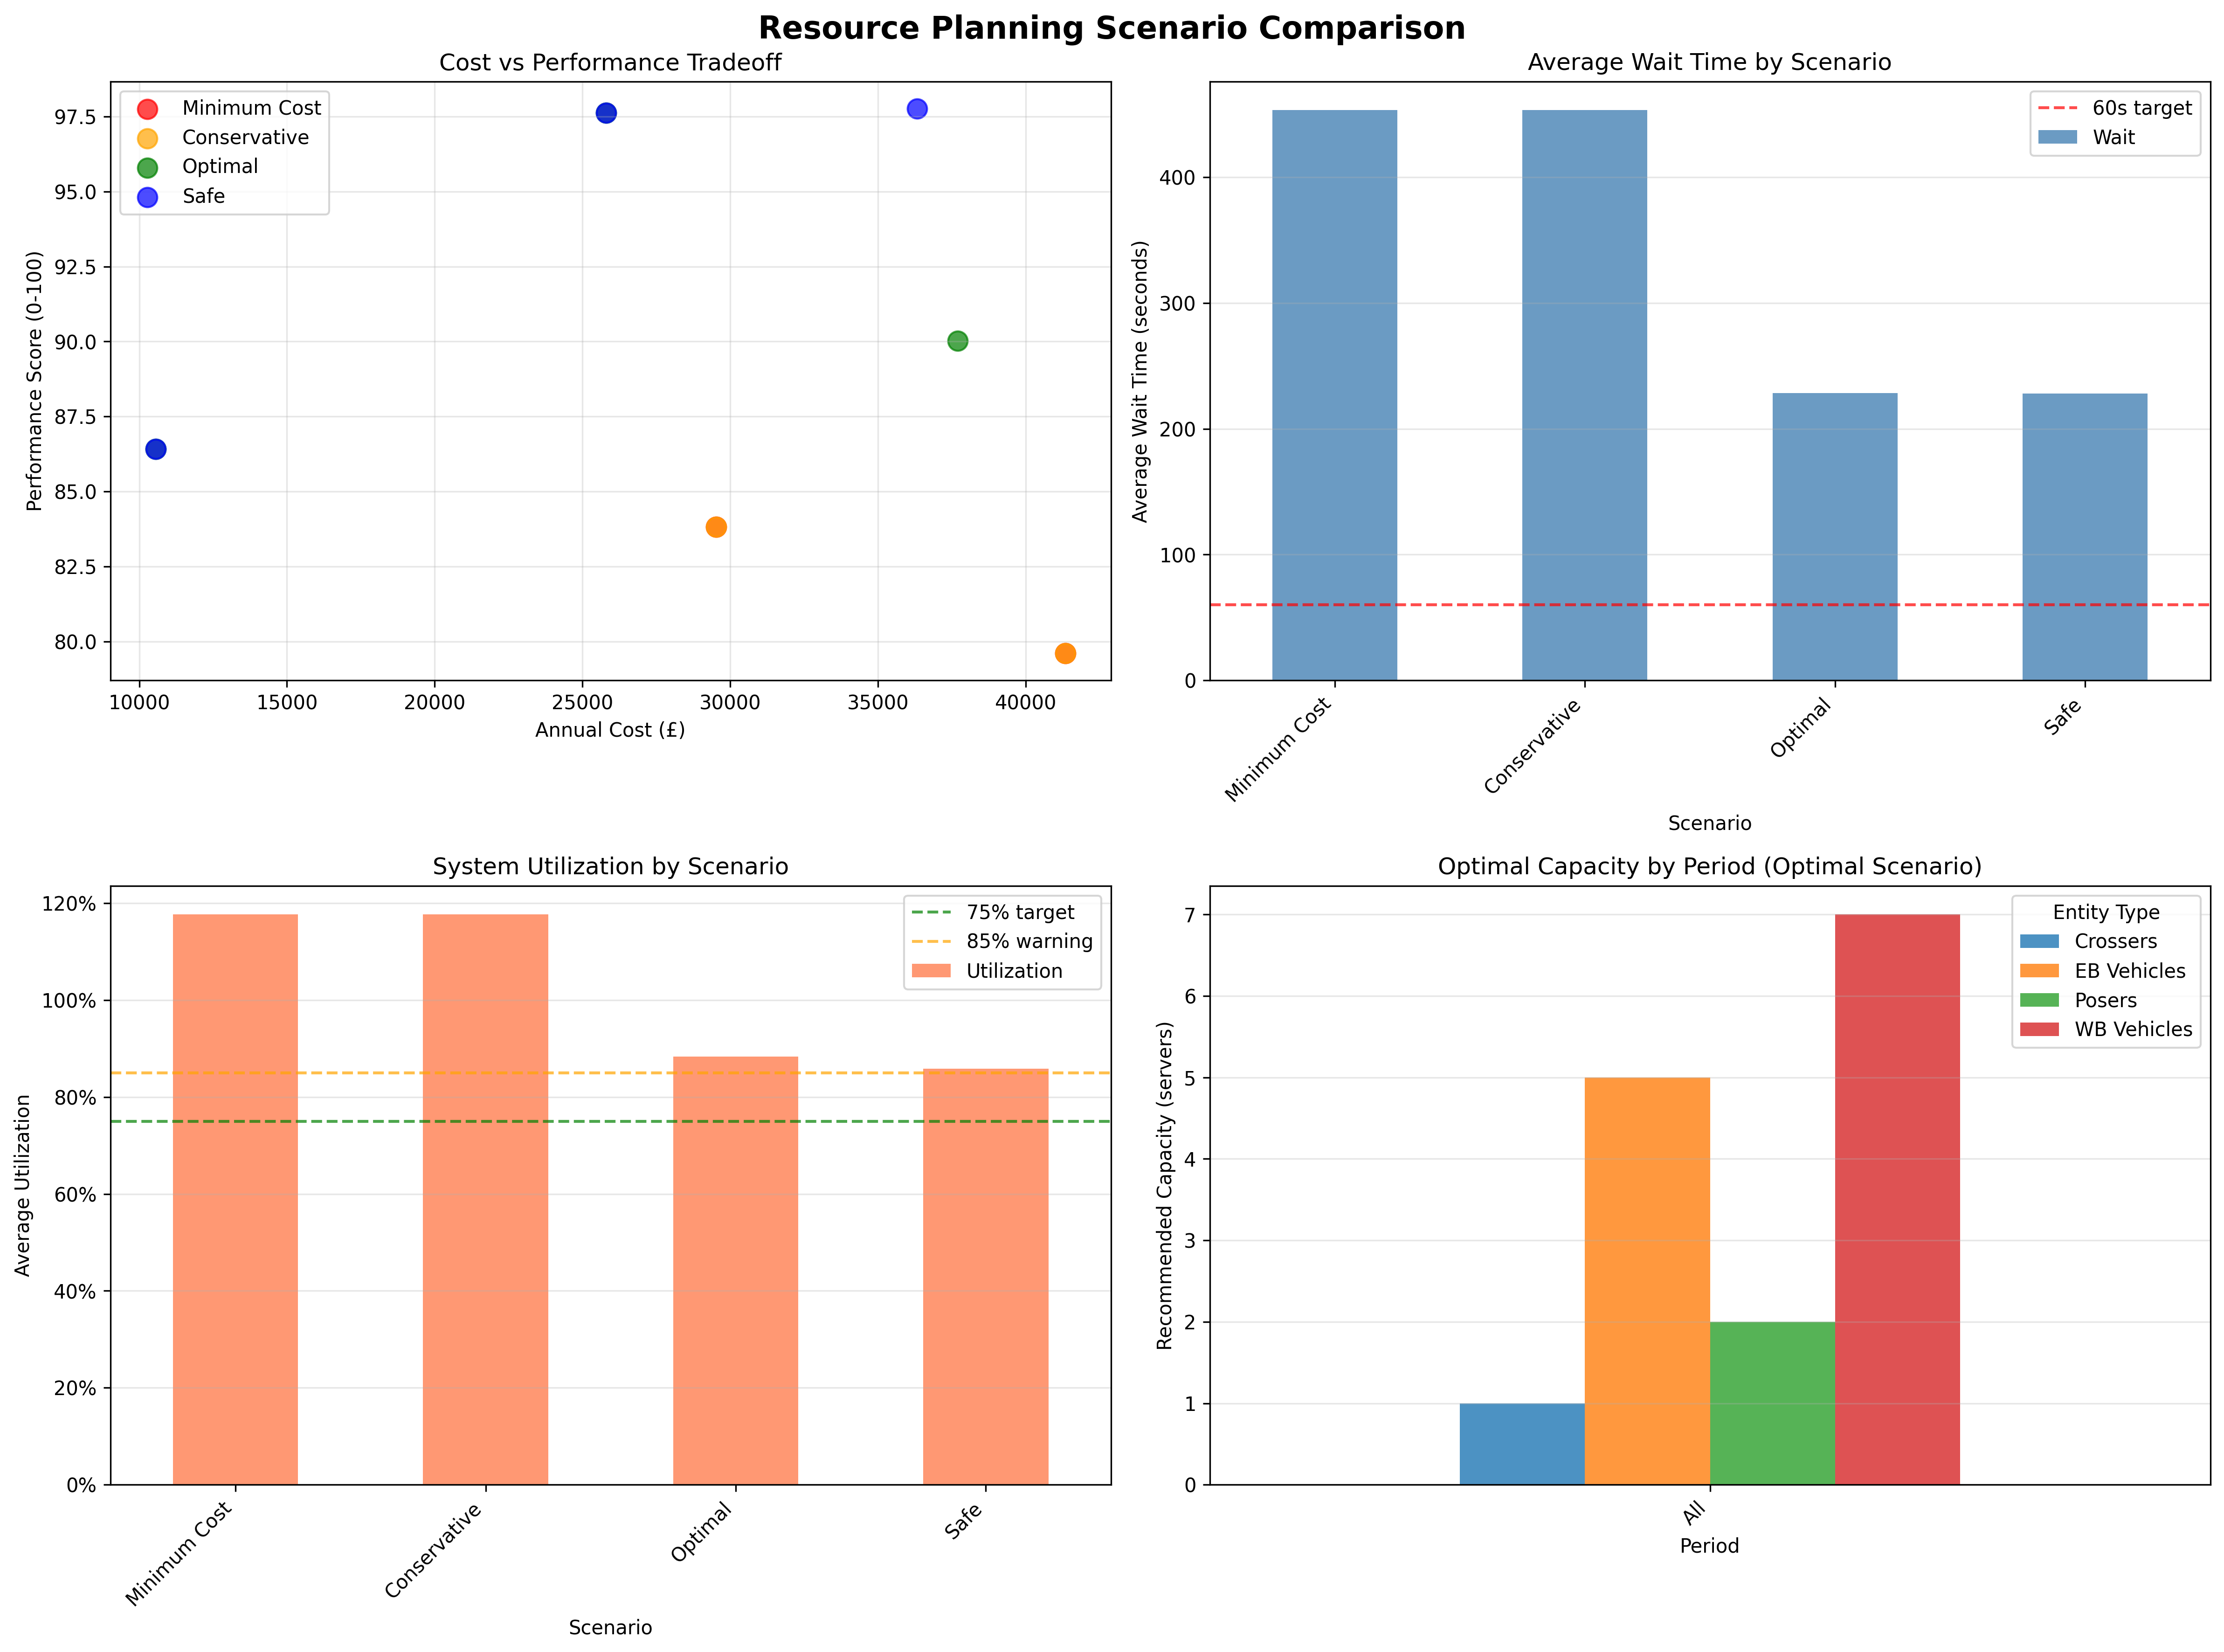 Resource Planning Scenario Comparison
Cost vs Performance Tradeoff
Minimum Cost
Conservative
Optimal
Safe
97.5
95.0
92.5
90.0
87.5
85.0
82.5
80.0
Performance Score (0-100)
10000 15000 20000 25000 30000 35000 40000
Annual Cost (£)
Average Wait Time by Scenario
60s target
Wait
400
300
200
100
0
Average Wait Time (seconds)
Minimum Cost
Conservative
Optimal
Safe
Scenario
System Utilization by Scenario
75% target
85% warning
Utilization
120%
100%
80%
60%
40%
20%
0%
Average Utilization
Minimum Cost
Conservative
Optimal
Safe
Scenario
Optimal Capacity by Period (Optimal Scenario)
Entity Type
Crossers
EB Vehicles
Posers
WB Vehicles
7
6
5
4
3
2
1
0
Recommended Capacity (servers)
All
Period